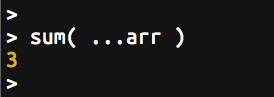 >
> sum( ...arr )
3
>